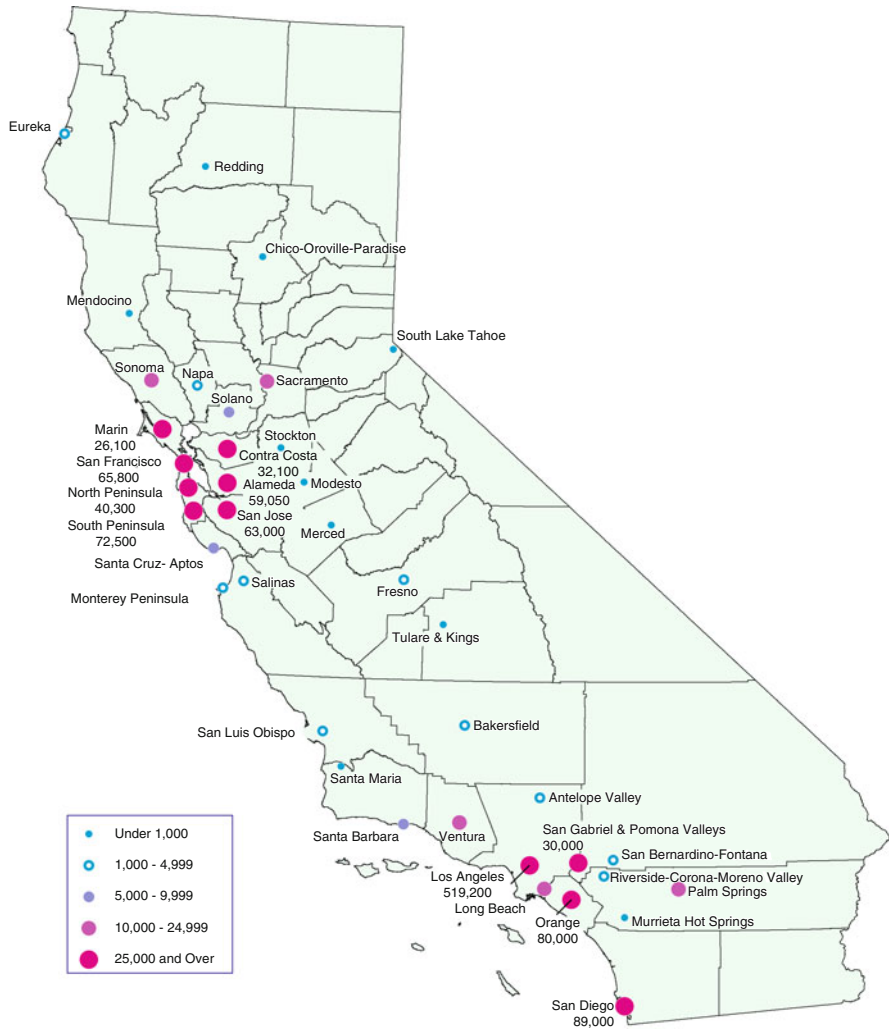 Eureka
Redding
Chico-Oroville-Paradise
Mendocino
South Lake Tahoe
Sonoma
Napa
Sacramento
Solano
Marin
26,100
Stockton
Contra Costa
32,100
San Francisco
65,800
Alameda
59,050
Modesto
North Peninsula
40,300
San Jose
63,000
South Peninsula
72,500
Merced
Santa Cruz- Aptos
Salinas
Monterey Peninsula
Fresno
Tulare & Kings
San Luis Obispo
Bakersfield
Santa Maria
Antelope Valley
Santa Barbara
Ventura
San Gabriel & Pomona Valleys
30,000
San Bernardino-Fontana
Los Angeles
519,200
Riverside-Corona-Moreno Valley
Palm Springs
Long Beach
Orange
80,000
Murrieta Hot Springs
San Diego
89,000
Under 1,000
1,000 - 4,999
5,000 - 9,999
10,000 - 24,999
25,000 and Over